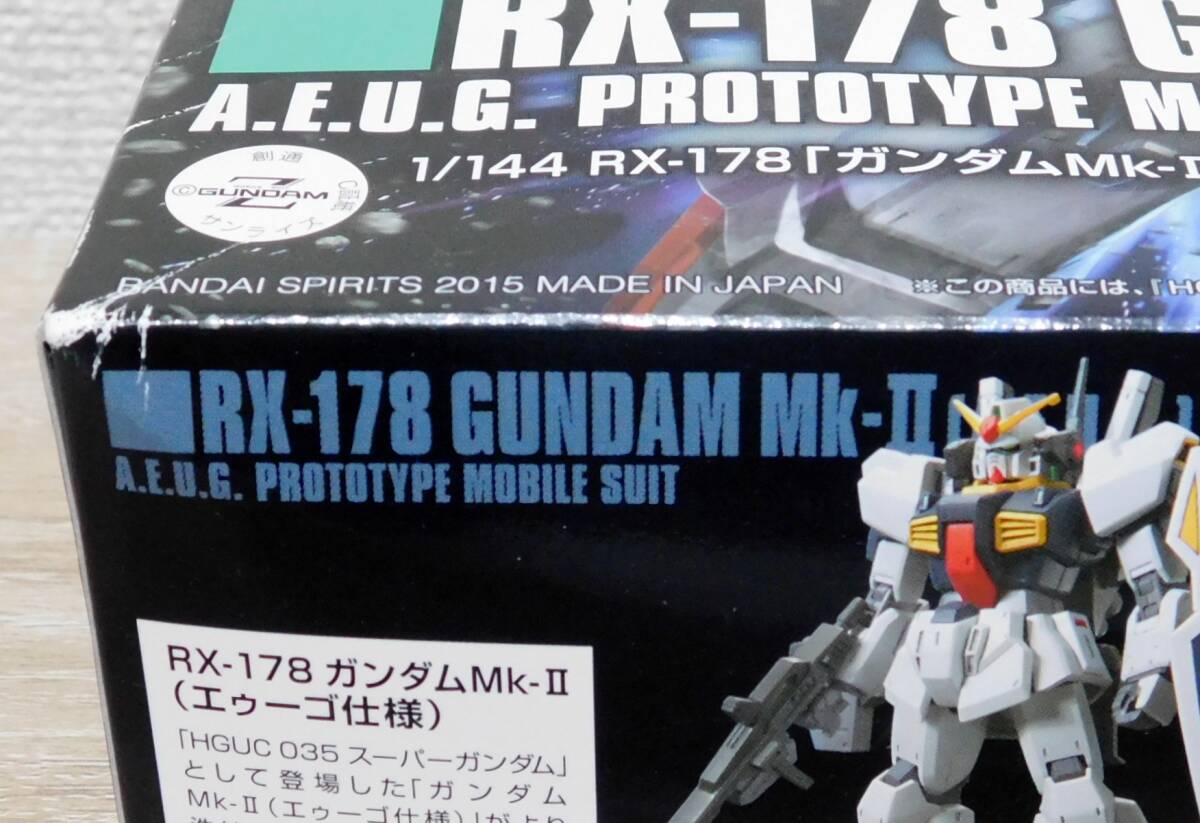 RX-178 G
A.E.U.G. PROTOTYPE M
1/144 RX-178「ガンダムMk-Ⅱ
創通
©GUNDAM Z
サンライズ
BANDAI SPIRITS 2015 MADE IN JAPAN
※この商品には、「HG
RX-178 GUNDAM Mk-Ⅱ
A.E.U.G. PROTOTYPE MOBILE SUIT
RX-178 ガンダムMk-Ⅱ
(エゥーゴ仕様)
「HGUC 035 スーパーガンダム」
として登場した「ガンダム
Mk-Ⅱ(エゥーゴ仕様)」がより